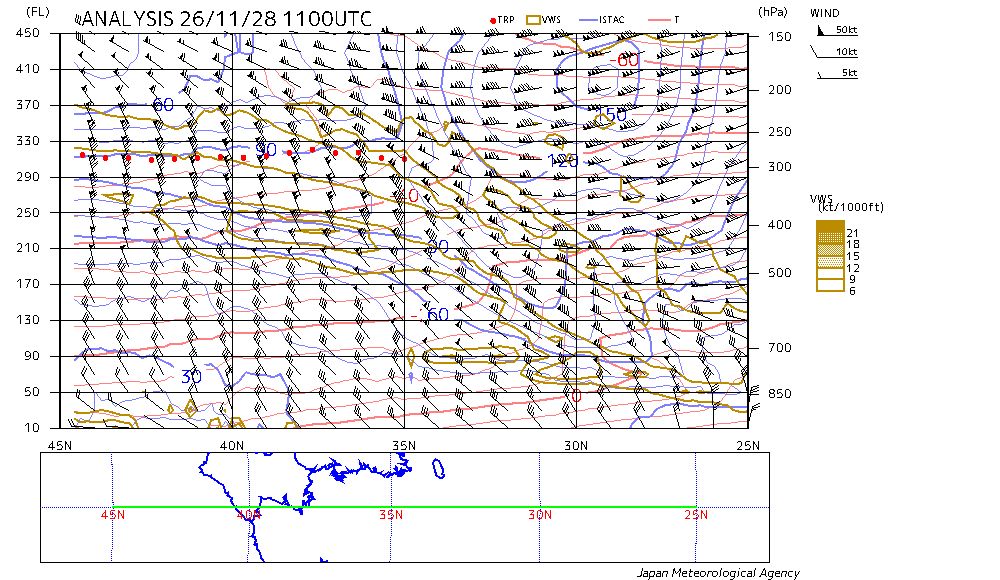 ANALYSIS 26/11/28 1100UTC
TRP VWS ISTAC T
(FL) (hPa) WIND
450 150 50kt
410 -60 10kt
5kt
370 60 200
50
330 250
90
120
290 300
250 VWS
(kt/1000ft)
400
210 90 21
18
15
170 500 12
9
6
130 60
90 700
30
50 850
0
10
45N 40N 35N 30N 25N
45N 40N 35N 30N 25N
Japan Meteorological Agency